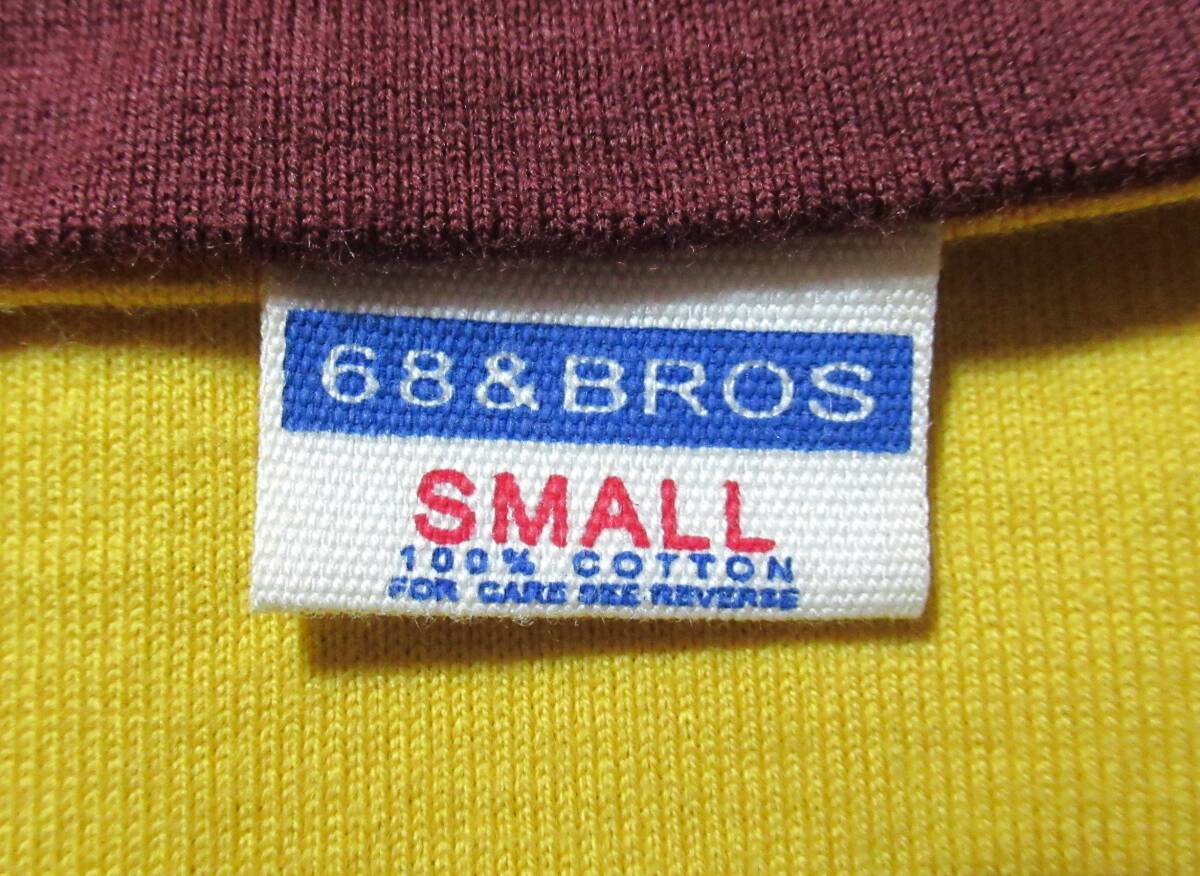 68&BROS
SMALL
100% COTTON
FOR CARE SEE REVERSE